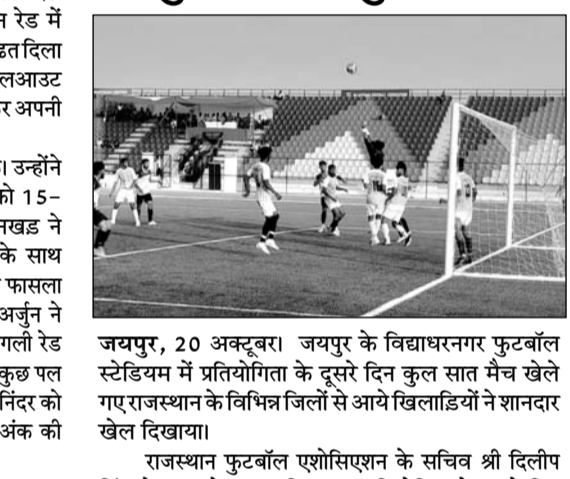 न रेड में
ढ़त दिला
लआउट
अपनी
उन्होंने
को 15-
नखड़ ने
के साथ
फासला
अर्जुन ने
गली रेड
कुछ पल
निंदर को
अंक की
जयपुर, 20 अक्टूबर। जयपुर के विद्याधरनगर फुटबॉल
स्टेडियम में प्रतियोगिता के दूसरे दिन कुल सात मैच खेले
गए राजस्थान के विभिन्न जिलों से आये खिलाड़ियों ने शानदार
खेल दिखाया।
राजस्थान फुटबॉल एशोसिएशन के सचिव श्री दिलीप